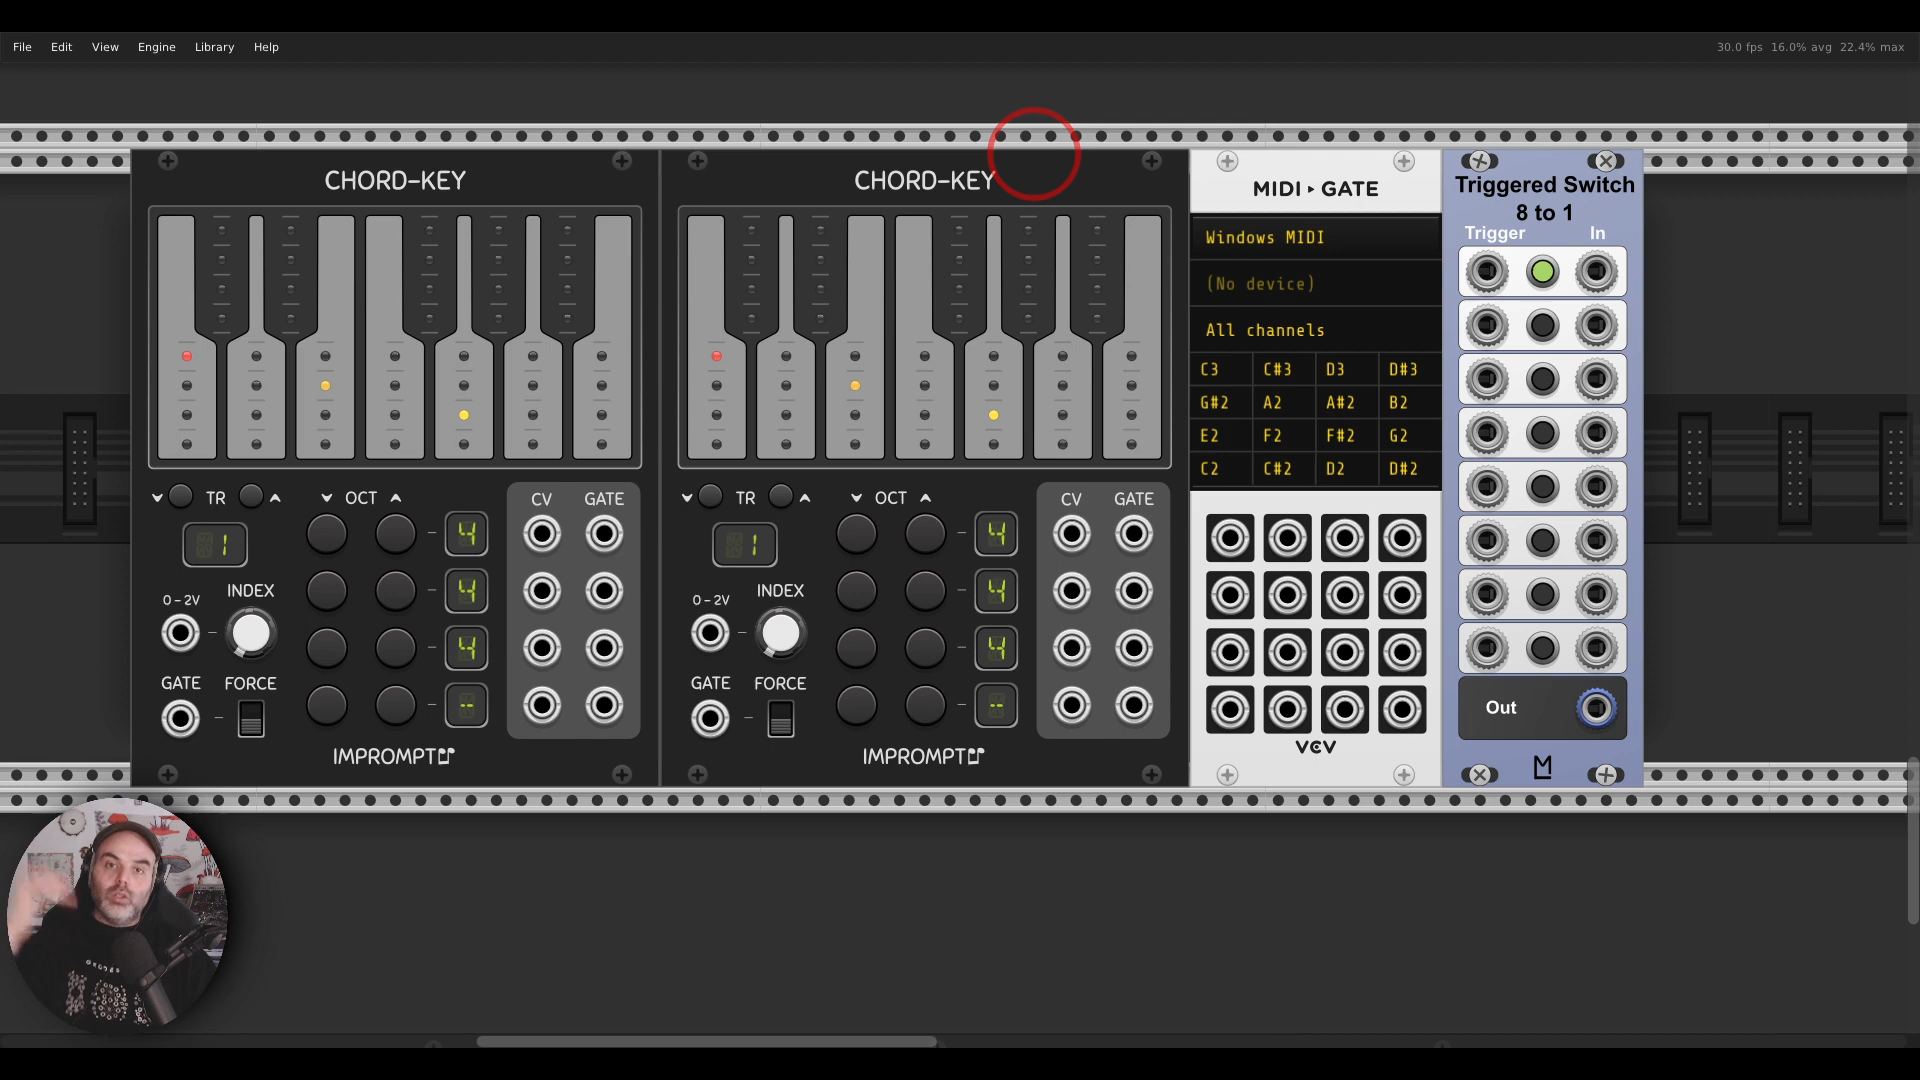 File Edit View Engine Library Help
30.0 fps 16.0% avg 22.4% max
CHORD-KEY
TR OCT CV GATE
4
1
4
0-2V INDEX
4
GATE FORCE
-
IMPROMPTU
CHORD-KEY
TR OCT CV GATE
4
1
4
0-2V INDEX
4
GATE FORCE
-
IMPROMPTU
MIDI▸GATE
Windows MIDI
(No device)
All channels
C3 C#3 D3 D#3
G#2 A2 A#2 B2
E2 F2 F#2 G2
C2 C#2 D2 D#2
VCV
Triggered Switch
8 to 1
Trigger In
Out
M